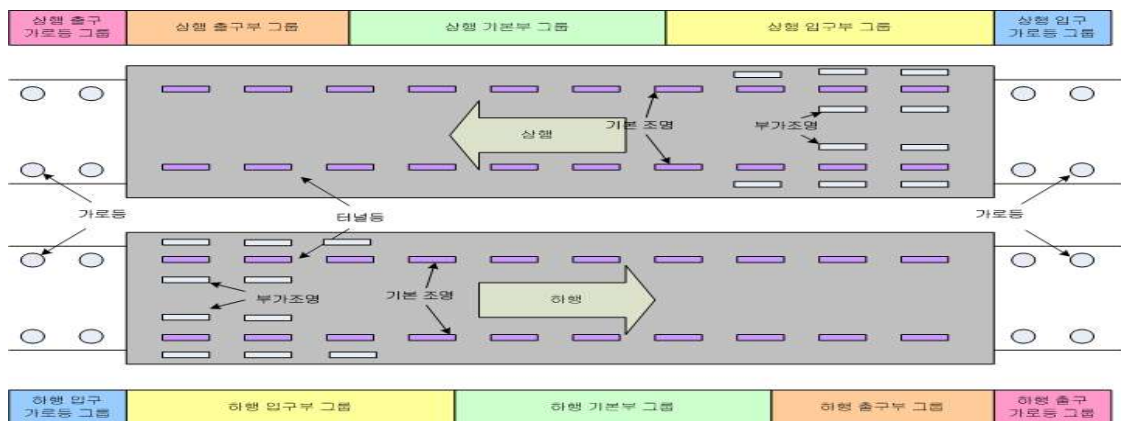 상행 출구
가로등 그룹
상행 출구부 그룹
상행 기본부 그룹
상행 입구부 그룹
상행 입구
가로등 그룹
상행
기본 조명
부가조명
가로등
터널등
가로등
부가조명
기본 조명
하행
하행 입구
가로등 그룹
하행 입구부 그룹
하행 기본부 그룹
하행 출구부 그룹
하행 출구
가로등 그룹